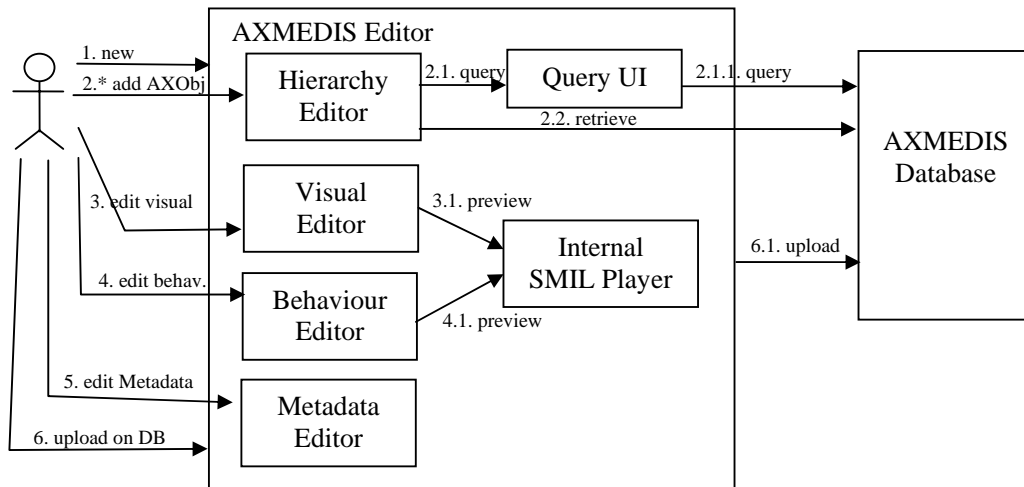 AXMEDIS Editor
1. new
2.* add AXObj
Hierarchy
Editor
2.1. query
Query UI
2.1.1. query
2.2. retrieve
AXMEDIS
Database
3. edit visual
Visual
Editor
3.1. preview
Internal
SMIL Player
6.1. upload
4. edit behav.
Behaviour
Editor
4.1. preview
5. edit Metadata
Metadata
Editor
6. upload on DB